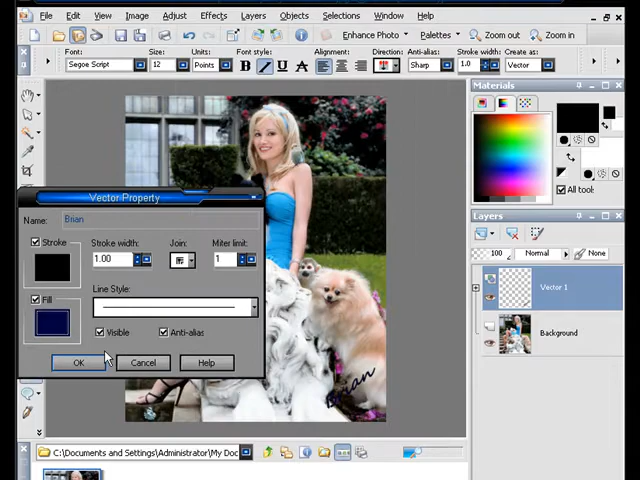 File Edit View Image Adjust Effects Layers Objects Selections Window Help
Enhance Photo Palettes Zoom out Zoom in
Font: Size: Units: Font style: Alignment: Direction: Anti-alias: Stroke width: Create as:
Segoe Script 12 Points B I U A Sharp 1.0 Vector
Materials
All tool:
Vector Property
Name: Brian
Stroke Stroke width: Join: Miter limit:
1.00 1
Fill Line Style:
Visible Anti-alias
OK Cancel Help
Brian
Layers
100 Normal None
Vector 1
Background
C:\Documents and Settings\Administrator\My Doc